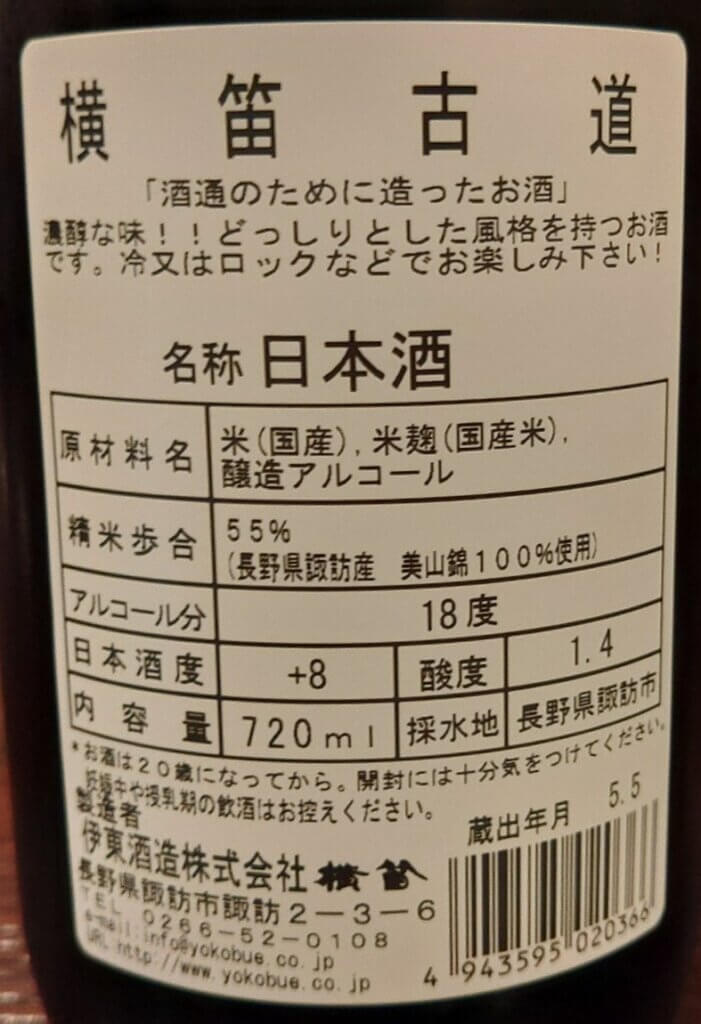 横笛古道
「酒通のために造ったお酒」
濃醇な味！！どっしりとした風格を持つお酒
です。冷又はロックなどでお楽しみ下さい！
名称 日本酒
原材料名 米（国産）, 米麹（国産米）,
醸造アルコール
精米歩合 55%
（長野県諏訪産 美山錦100%使用）
アルコール分 18度
日本酒度 +8 酸度 1.4
内容量 720ml 採水地 長野県諏訪市
*お酒は20歳になってから。開封には十分気をつけてください。
妊娠中や授乳期の飲酒はお控えください。
製造者
伊東酒造株式会社 横笛
長野県諏訪市諏訪2-3-6
TEL 0266-52-0108
e-mail:info@yokobue.co.jp
URL http://www.yokobue.co.jp
蔵出年月 5.5
4 943595 020366